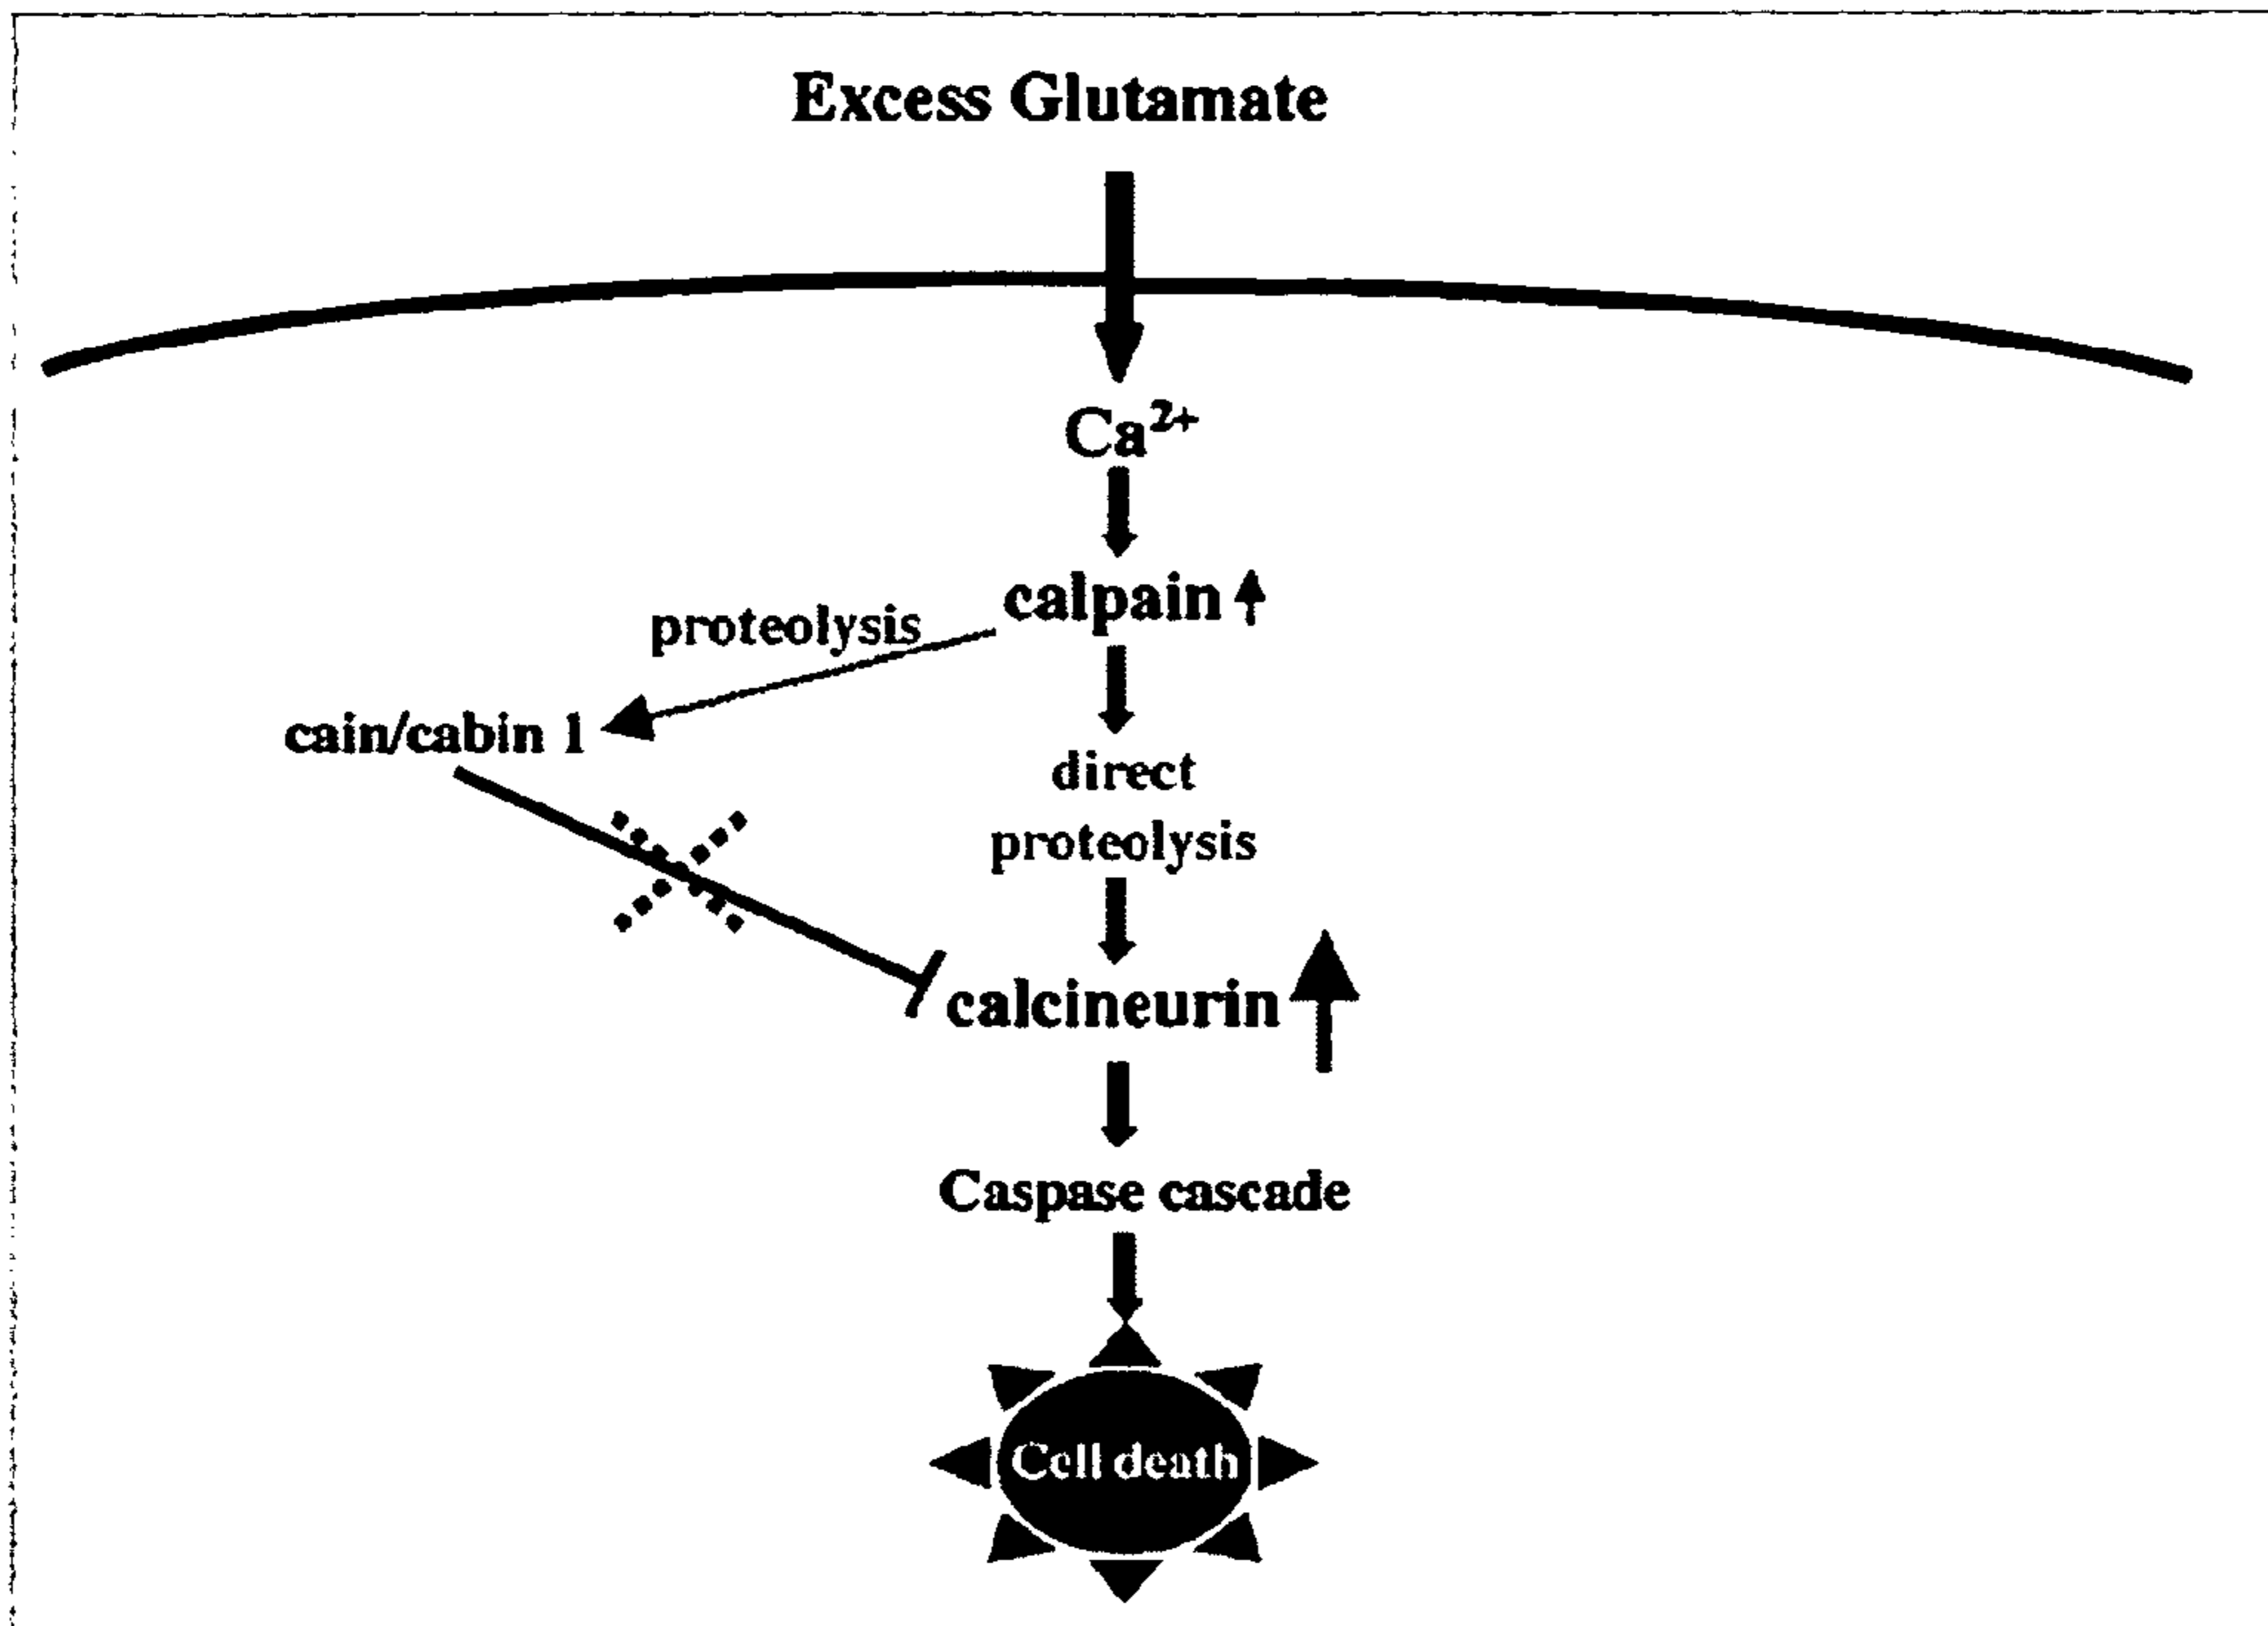 Excess Glutamate
Ca²⁺
calpain
proteolysis
cain/cabin 1
direct
proteolysis
calcineurin
Caspase cascade
Cell death